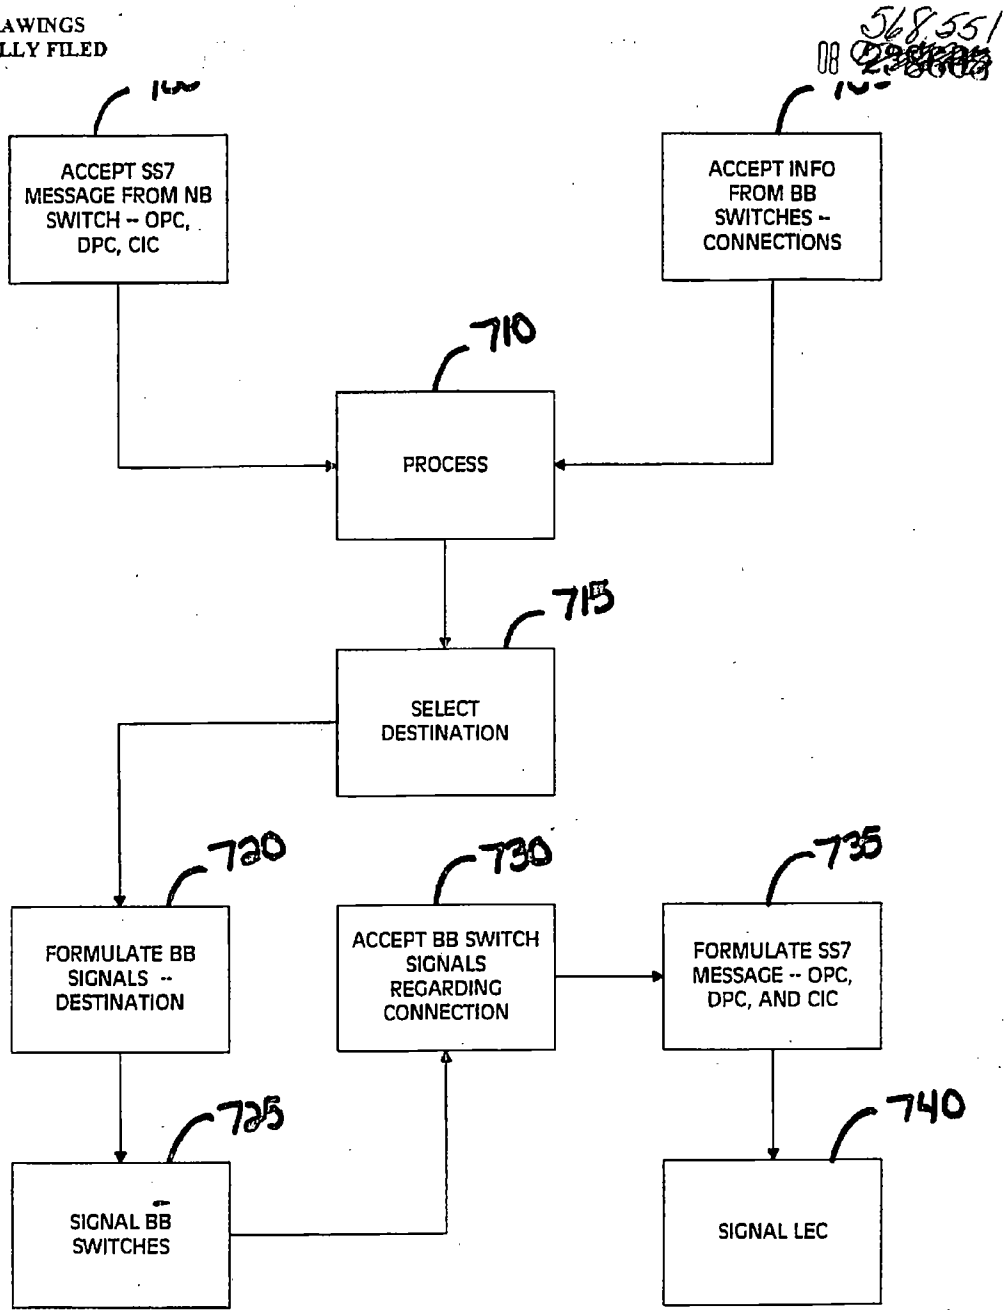 AWINGS
LLY FILED
568,551
08
ACCEPT SS7
MESSAGE FROM NB
SWITCH -- OPC,
DPC, CIC
ACCEPT INFO
FROM BB
SWITCHES --
CONNECTIONS
710
PROCESS
715
SELECT
DESTINATION
720
FORMULATE BB
SIGNALS --
DESTINATION
730
ACCEPT BB SWITCH
SIGNALS
REGARDING
CONNECTION
735
FORMULATE SS7
MESSAGE -- OPC,
DPC, AND CIC
725
SIGNAL BB
SWITCHES
740
SIGNAL LEC